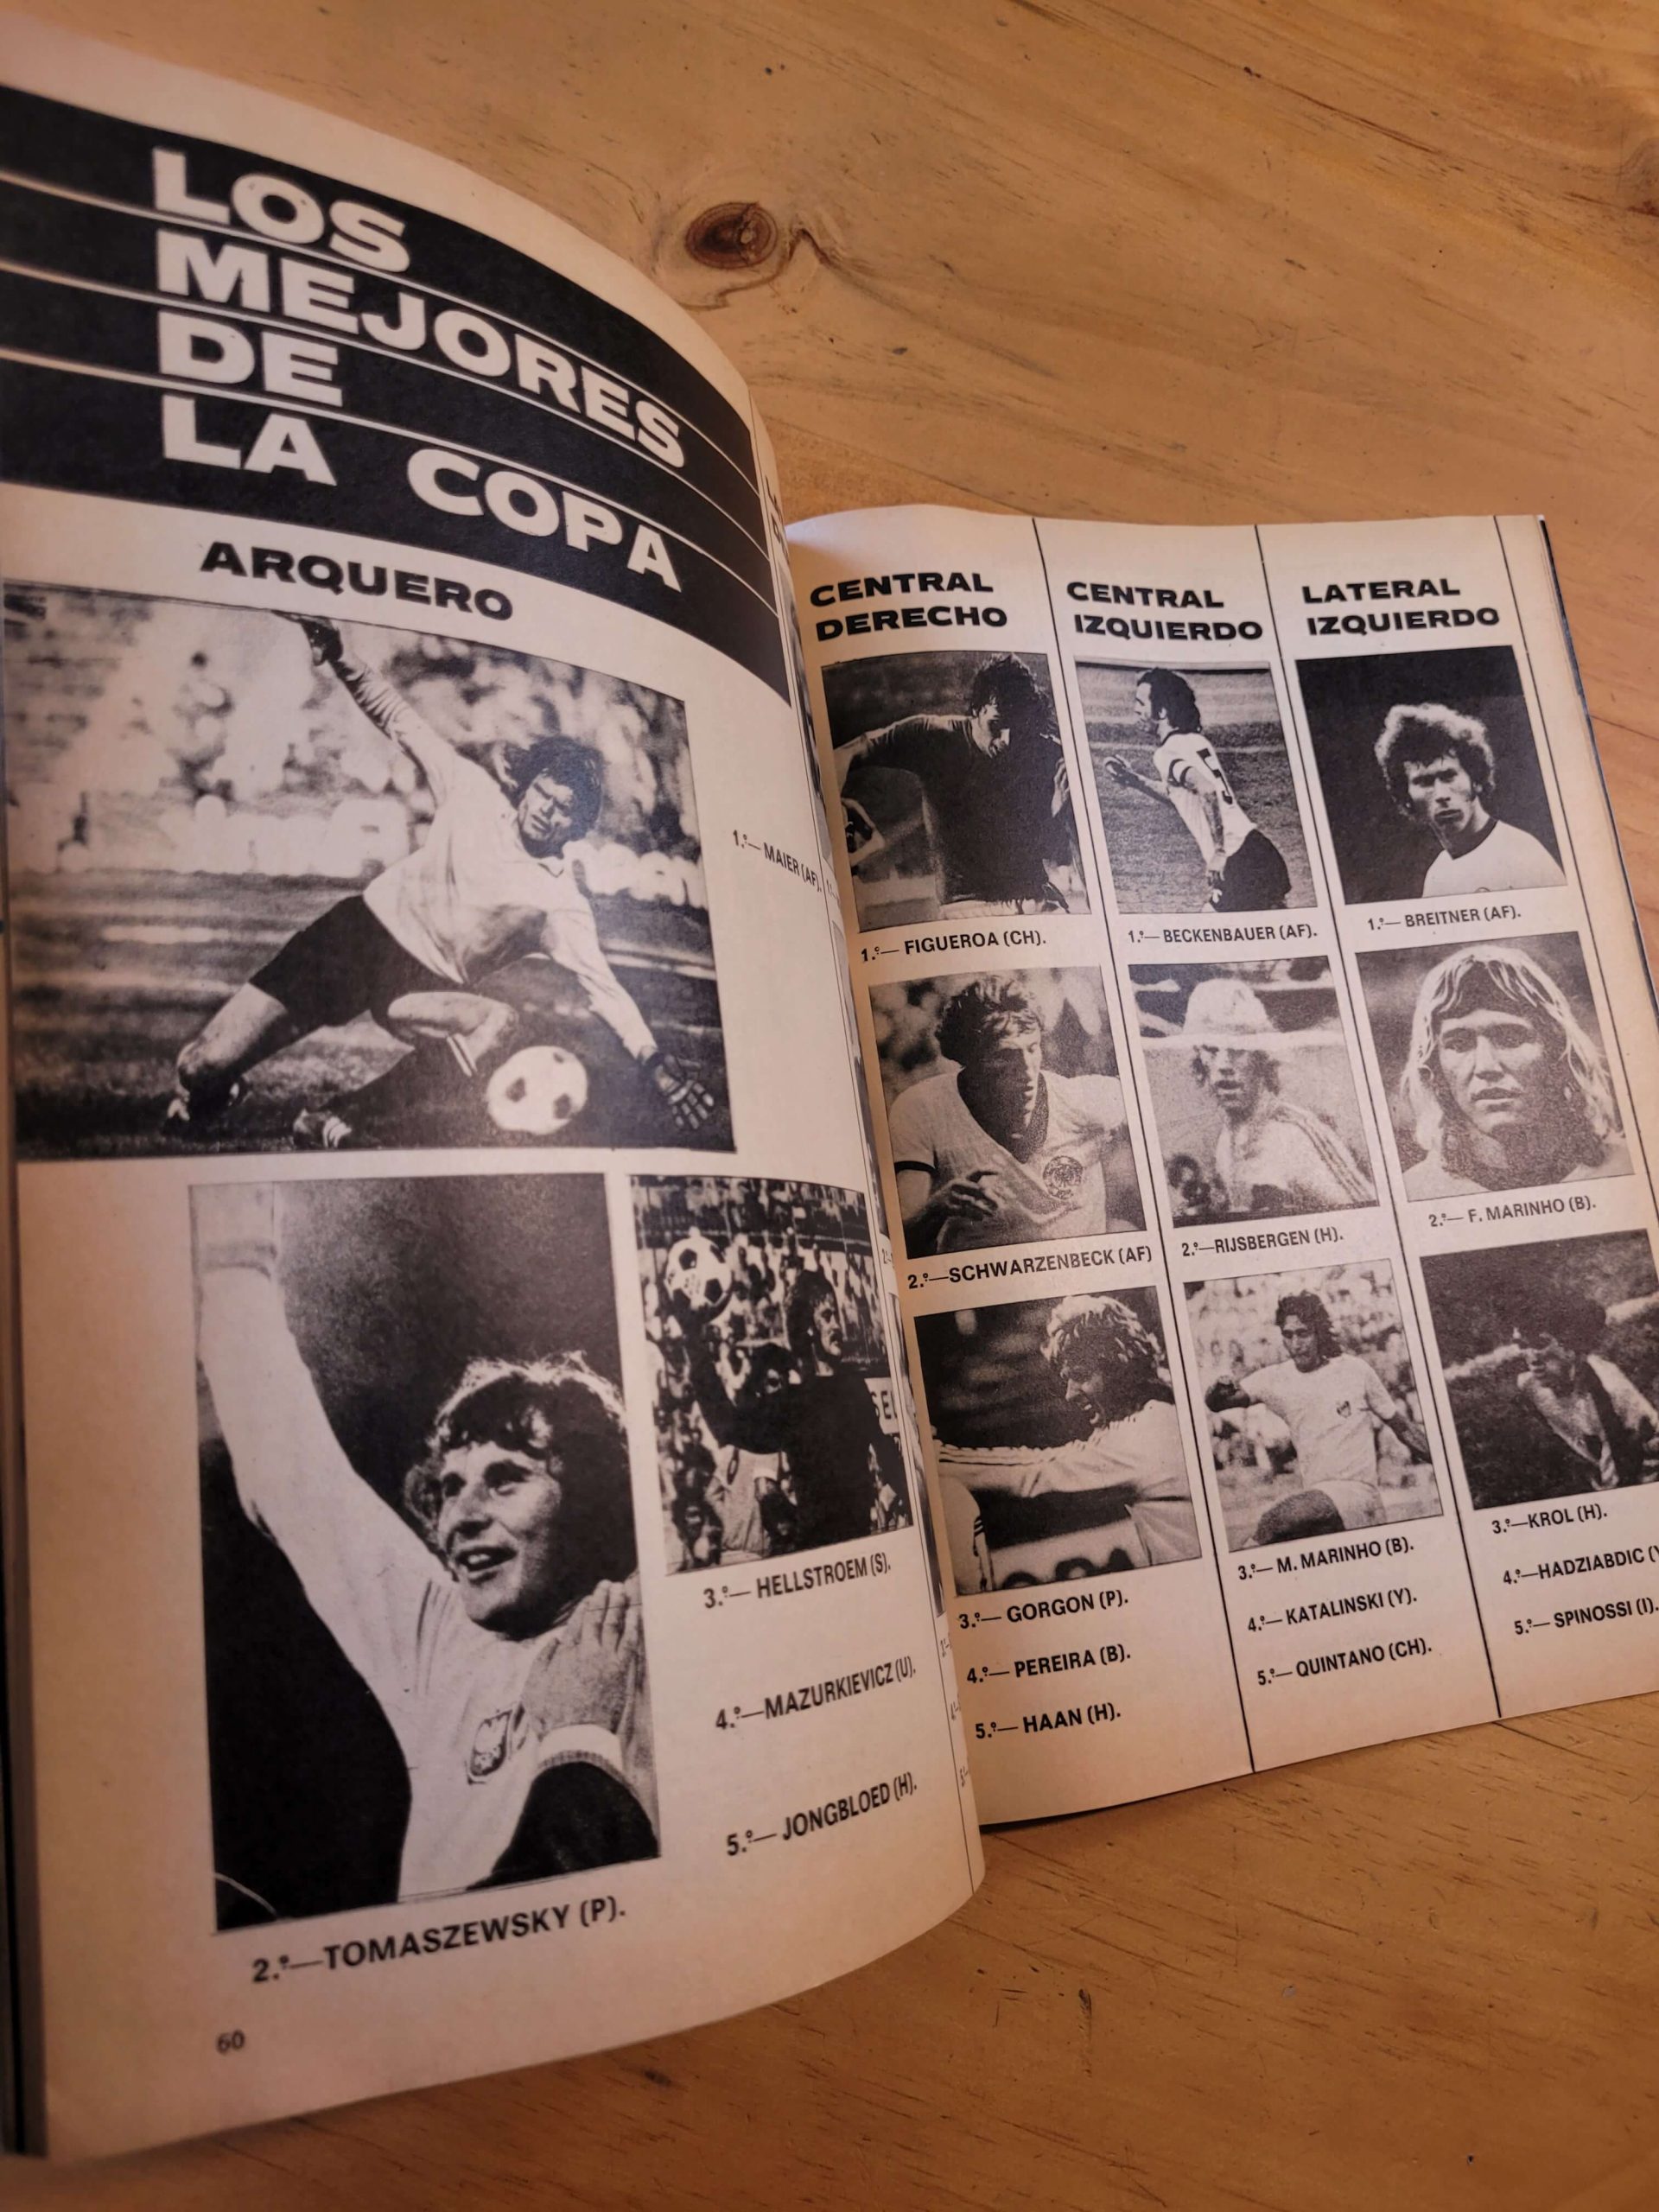 LOS
MEJORES
DE
LA COPA
ARQUERO
1.º— MAIER (AF).
3.º— HELLSTROEM (S).
4.º—MAZURKIEVICZ (U).
5.º— JONGBLOED (H).
2.º—TOMASZEWSKY (P).
60
CENTRAL
DERECHO
1.º— FIGUEROA (CH).
2.º—SCHWARZENBECK (AF)
3.º— GORGON (P).
4.º— PEREIRA (B).
5.º— HAAN (H).
CENTRAL
IZQUIERDO
5
1.º— BECKENBAUER (AF).
2.º—RIJSBERGEN (H).
3.º— M. MARINHO (B).
4.º— KATALINSKI (Y).
5.º— QUINTANO (CH).
LATERAL
IZQUIERDO
1.º— BREITNER (AF).
2.º— F. MARINHO (B).
3.º—KROL (H).
4.º—HADZIABDIC (
5.º— SPINOSSI (I).